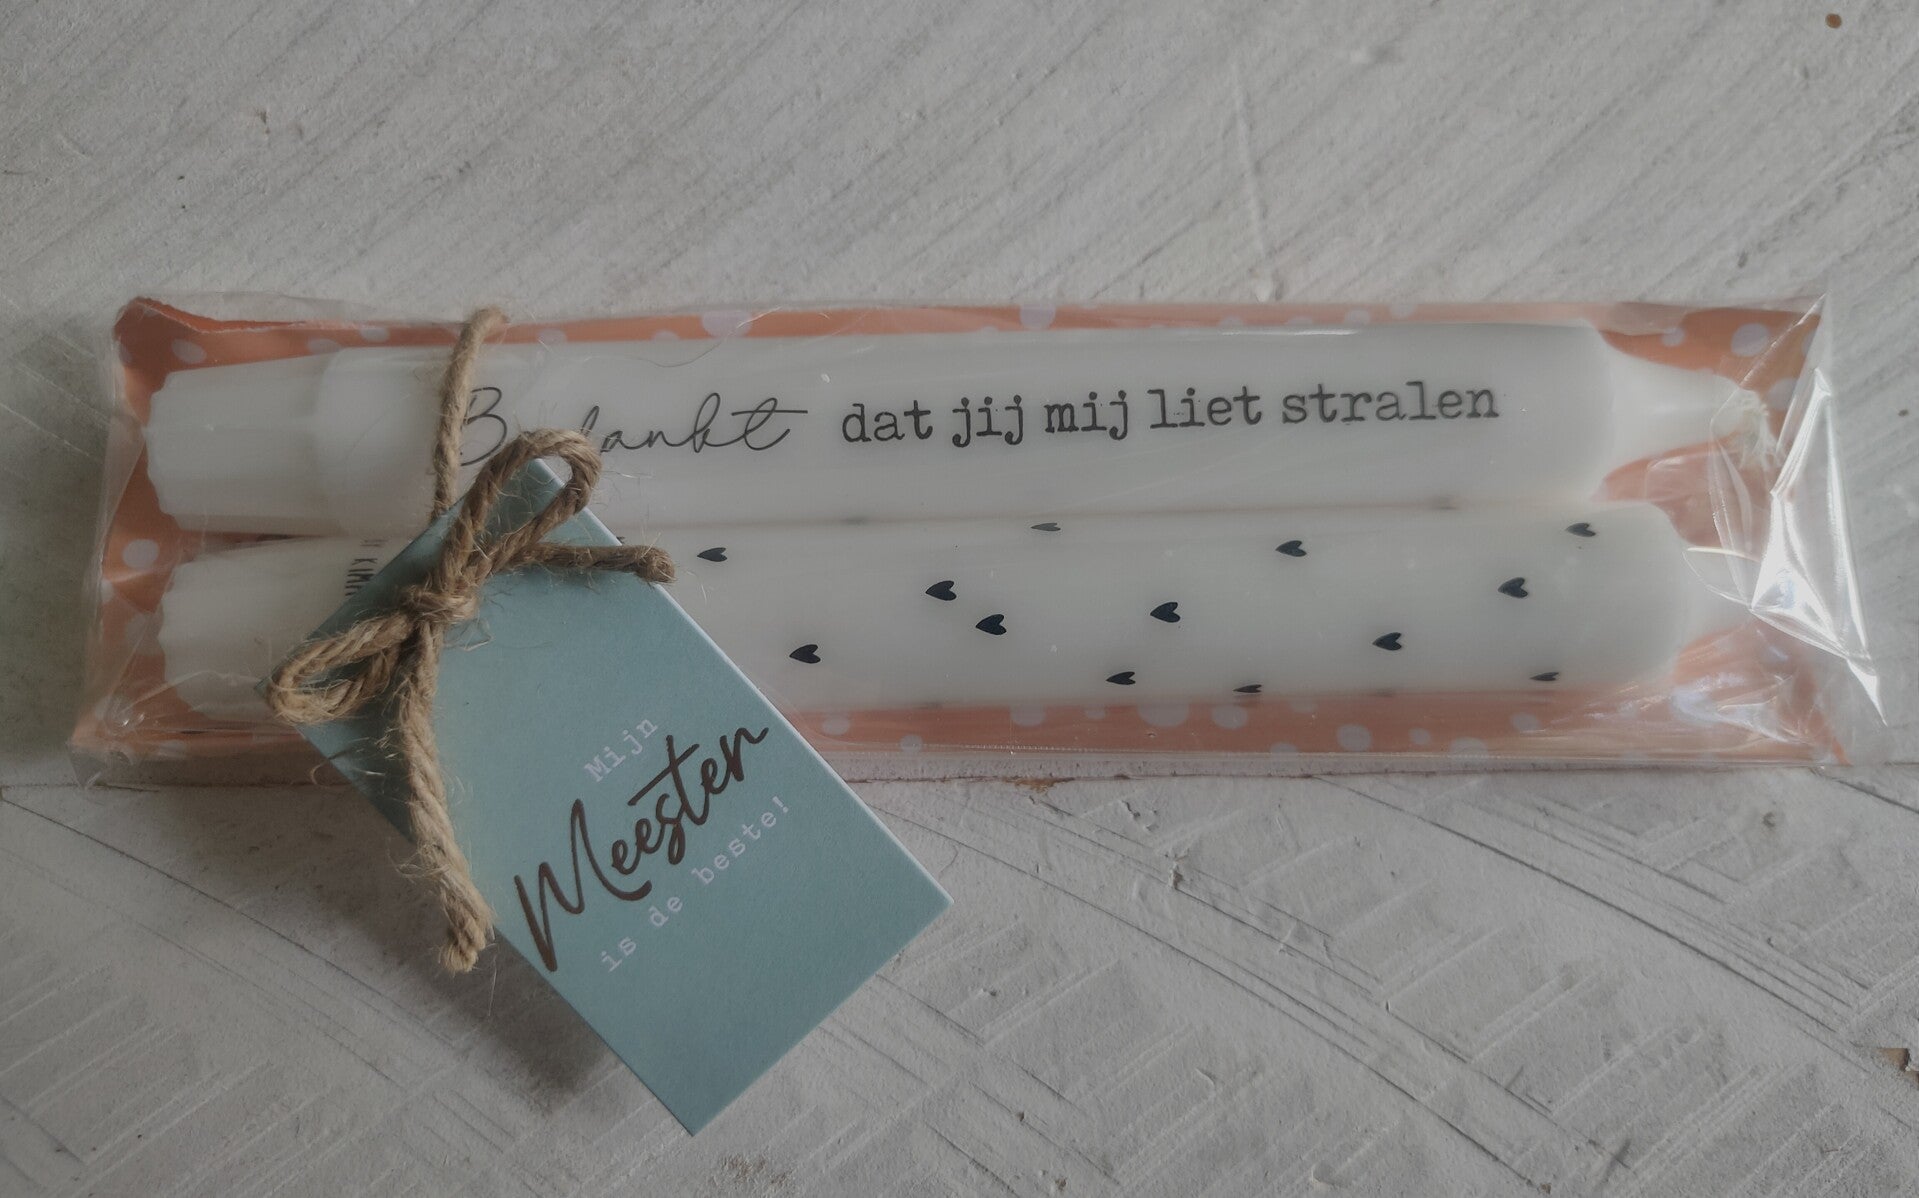 Bedankt dat jij mij liet stralen
Mijn
Meester
is de beste!